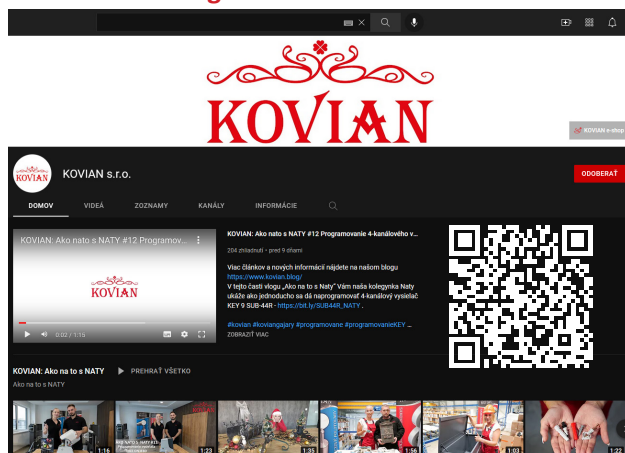 KOVIAN
KOVIAN e-shop
KOVIAN
KOVIAN s.r.o.
ODOBERAŤ
DOMOV VIDEÁ ZOZNAMY KANÁLY INFORMÁCIE
KOVIAN: Ako nato s NATY #12 Programov...
KOVIAN
0:02 / 1:15
KOVIAN: Ako nato s NATY #12 Programovanie 4-kanálového v...
204 zhliadnutí • pred 9 dňami
Viac článkov a nových informácií nájdete na našom blogu
https://www.kovian.blog/
V tejto časti vlogu „Ako na to s Naty" Vám naša kolegynka Naty
ukáže ako jednoducho sa dá naprogramovať 4-kanálový vysielač
KEY 9 SUB-44R - https://bit.ly/SUB44R_NATY .
#kovian #koviangajary #programovane #programovanieKEY ...
ZOBRAZIŤ VIAC
KOVIAN: Ako na to s NATY PREHRAŤ VŠETKO
Ako na to s NATY
1:16
1:23
1:35
1:56
1:03
1:22